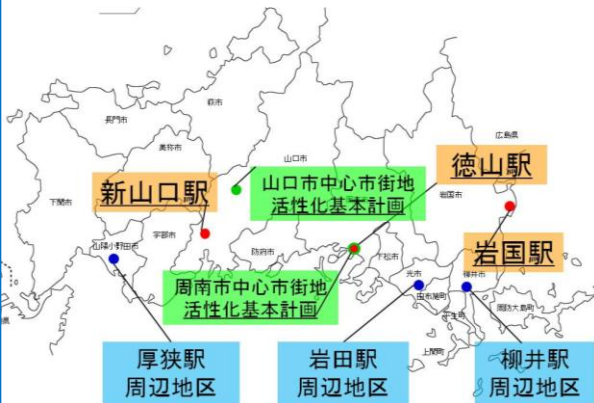 萩市
長門市
広島県
美祢市
山口市
徳山駅
新山口駅
山口市中心市街地
活性化基本計画
岩国市
下関市
宇部市
岩国駅
山陽小野田市
防府市
下松市
周南市中心市街地
活性化基本計画
光市
柳井市
田布施町
周防大島町
平生町
上関町
厚狭駅
周辺地区
岩田駅
周辺地区
柳井駅
周辺地区